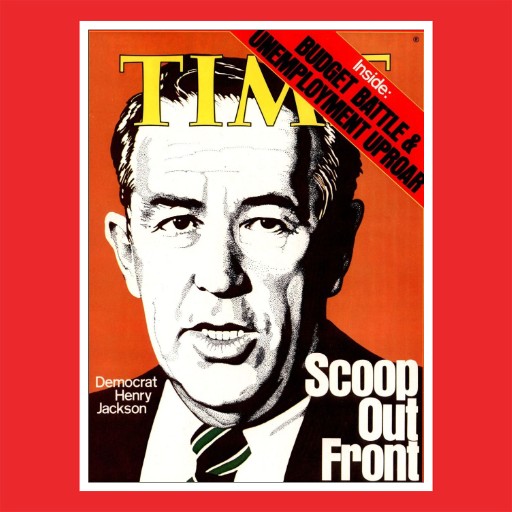 TIME
Inside:
BUDGET BATTLE &
UNEMPLOYMENT UPROAR
Democrat
Henry
Jackson
Scoop
Out
Front